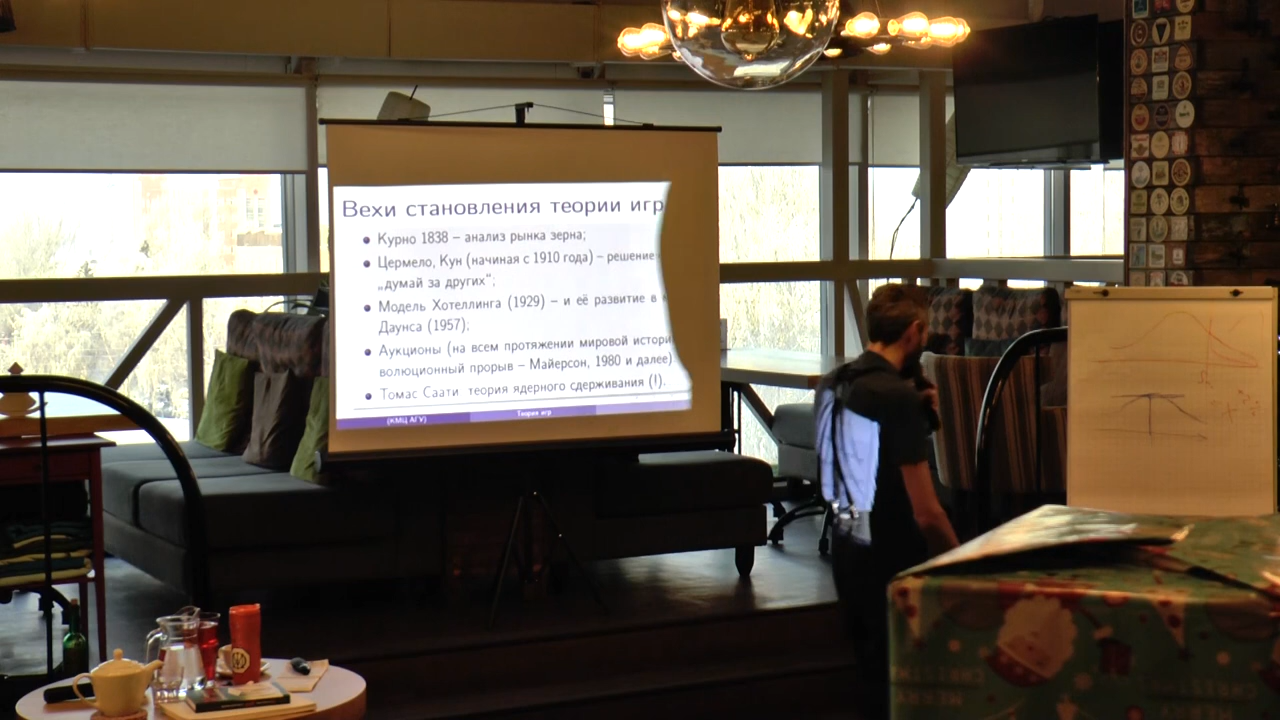 Вехи становления теории игр
Курно 1838 – анализ рынка зерна;
Цермело, Кун (начиная с 1910 года) – решение
„думай за других“;
Модель Хотеллинга (1929) – и её развитие в
Даунса (1957);
Аукционы (на всем протяжении мировой истори
волюционный прорыв – Майерсон, 1980 и далее)
Томас Саати теория ядерного сдерживания (!).
(КМЦ АГУ)
Теория игр